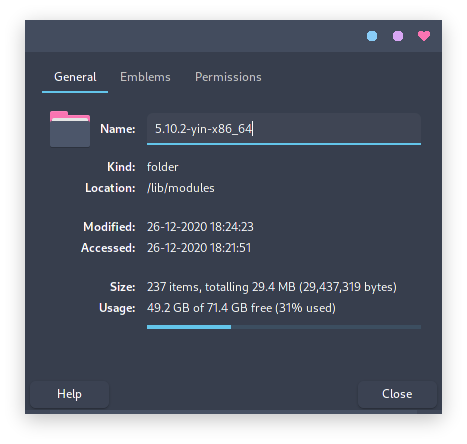 General Emblems Permissions
Name: 5.10.2-yin-x86_64
Kind: folder
Location: /lib/modules
Modified: 26-12-2020 18:24:23
Accessed: 26-12-2020 18:21:51
Size: 237 items, totalling 29.4 MB (29,437,319 bytes)
Usage: 49.2 GB of 71.4 GB free (31% used)
Help Close